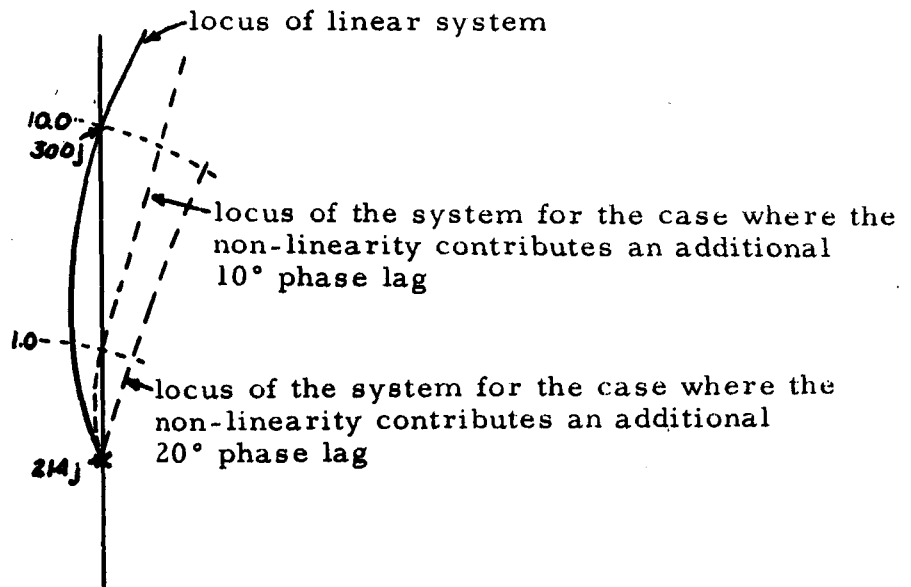 locus of linear system
10.0
300j
locus of the system for the case where the
non-linearity contributes an additional
10° phase lag
1.0
locus of the system for the case where the
non-linearity contributes an additional
20° phase lag
214j